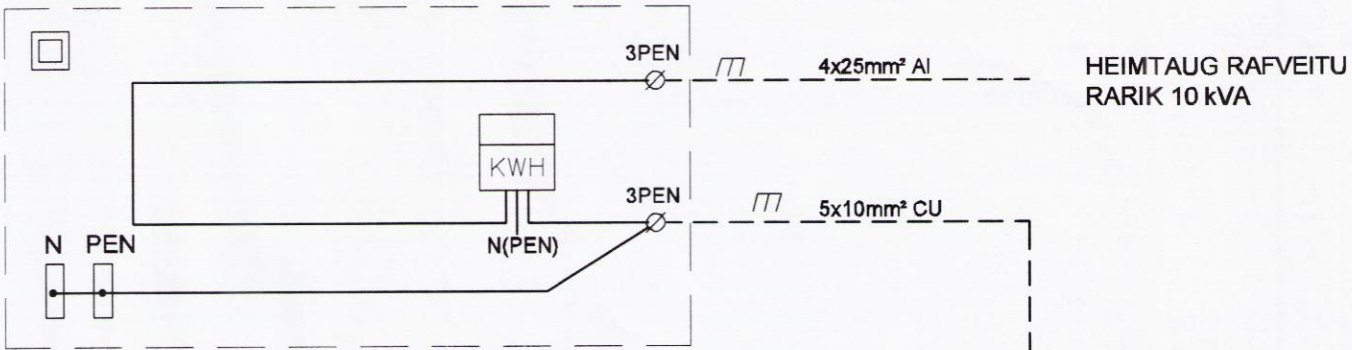 3PEN
4x25mm² Al
HEIMTAUG RAFVEITU
RARIK 10 kVA
KWH
3PEN
5x10mm² CU
N PEN
N(PEN)